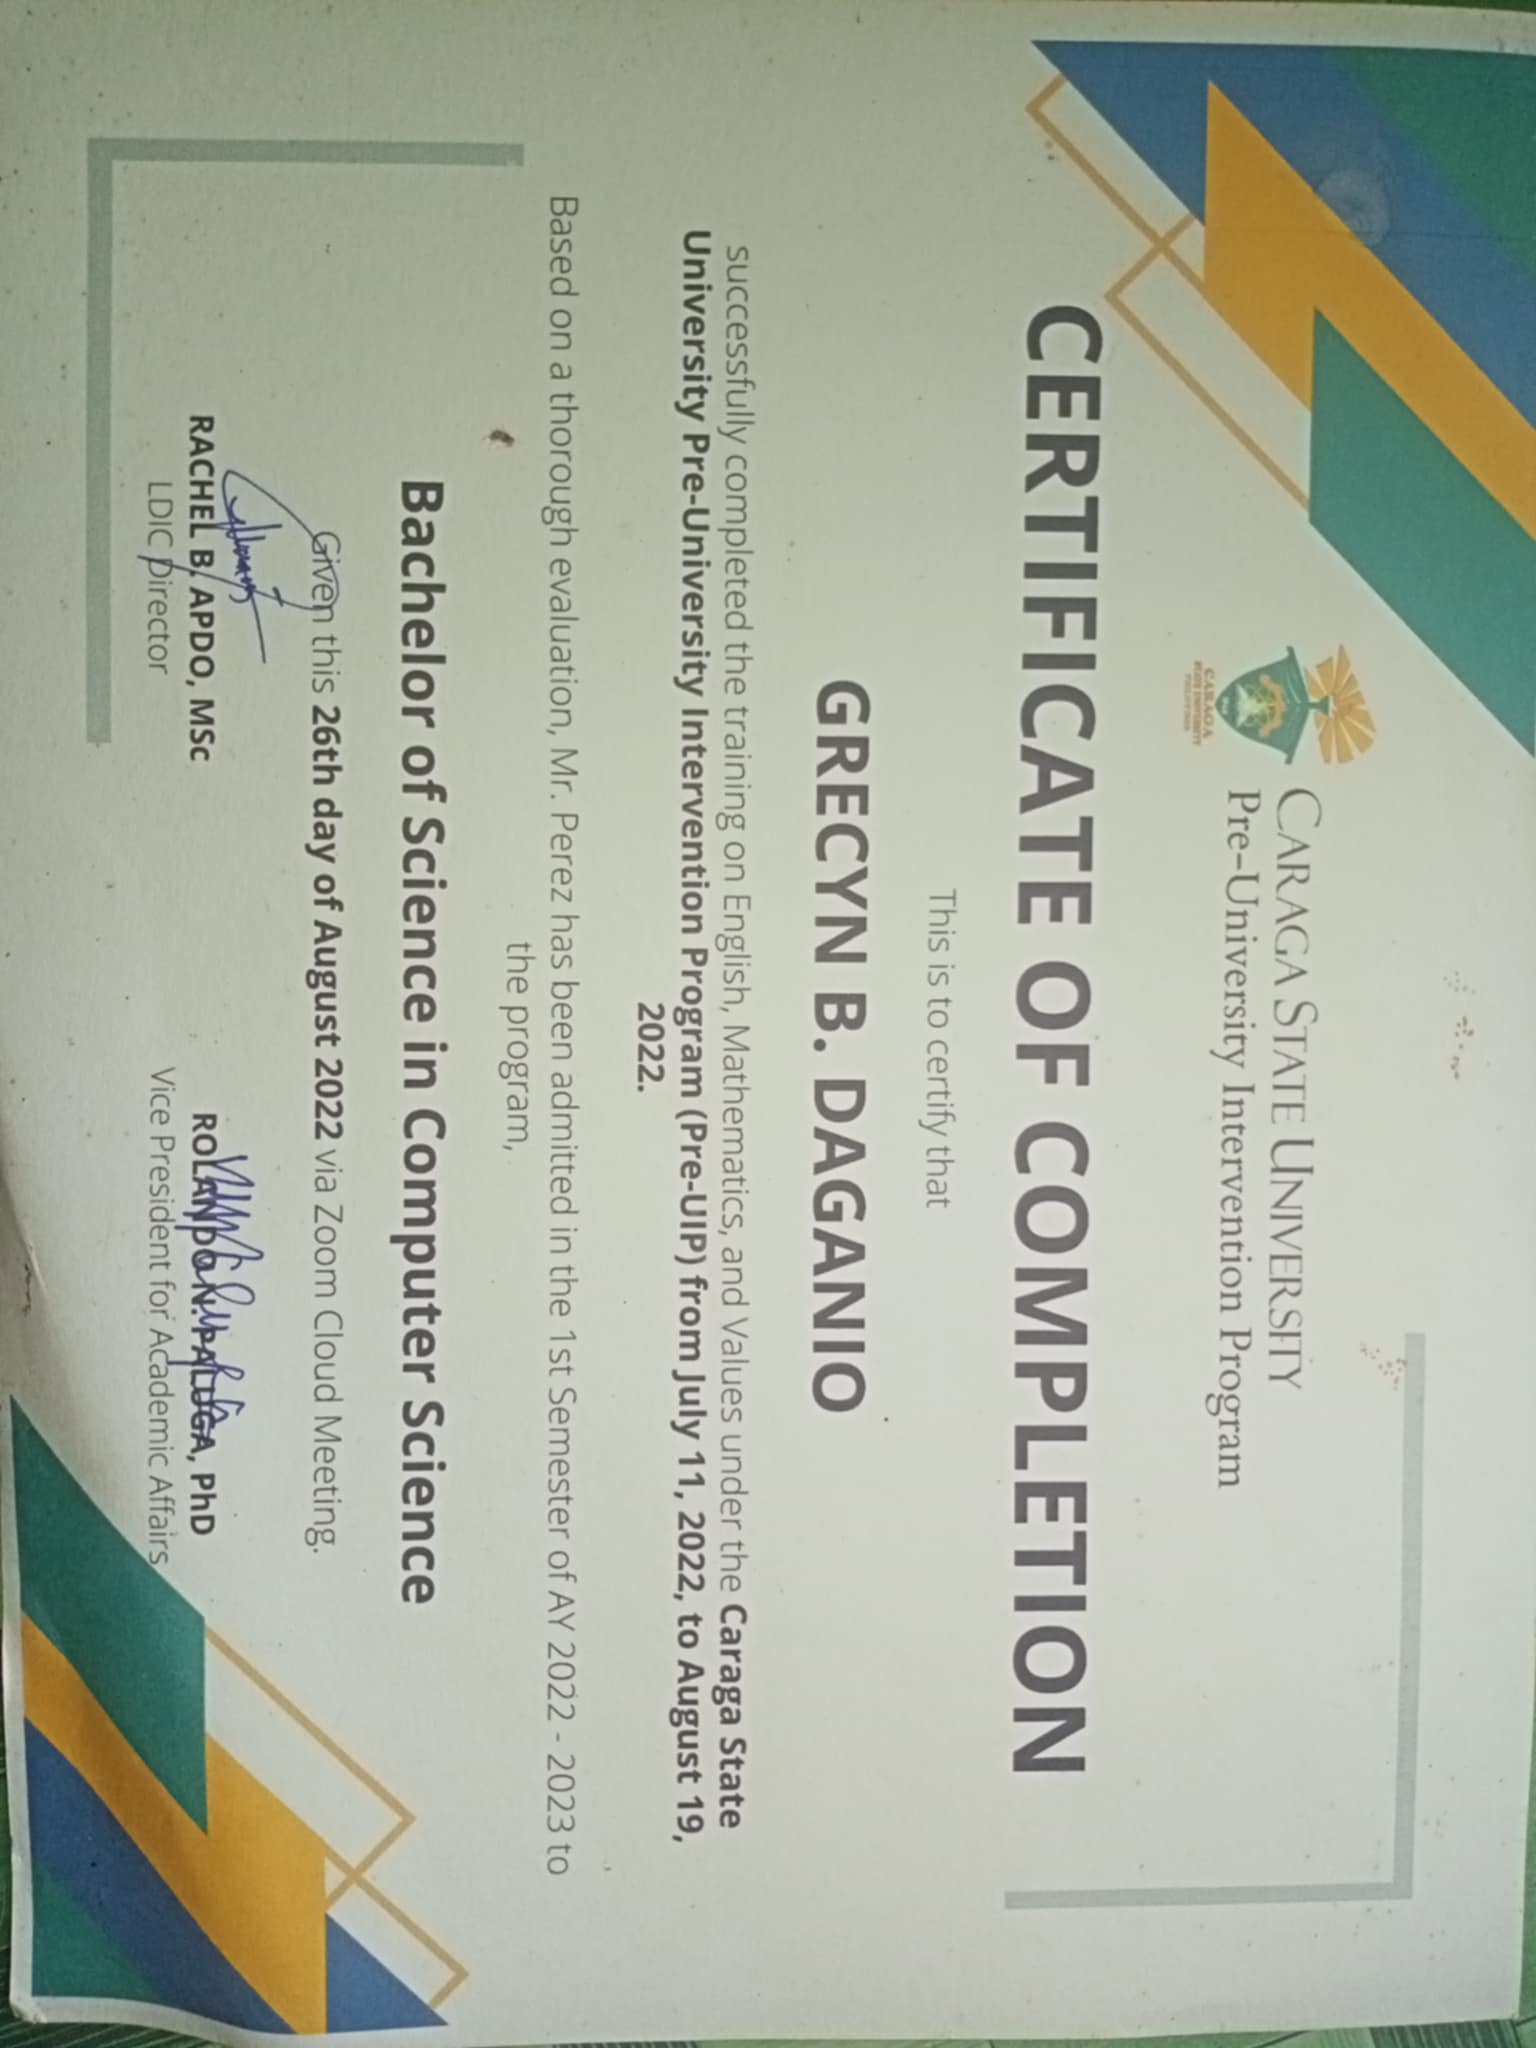 CARAGA STATE UNIVERSITY
Pre-University Intervention Program
CARAGA
STATE UNIVERSITY
PHILIPPINES
CERTIFICATE OF COMPLETION
This is to certify that
GRECYN B. DAGANIO
successfully completed the training on English, Mathematics, and Values under the Caraga State
University Pre-University Intervention Program (Pre-UIP) from July 11, 2022, to August 19,
2022.
Based on a thorough evaluation, Mr. Perez has been admitted in the 1st Semester of AY 2022 - 2023 to
the program,
Bachelor of Science in Computer Science
Given this 26th day of August 2022 via Zoom Cloud Meeting.
RACHEL B. APDO, MSc
LDIC Director
ROLANDO N. PALUGA, PhD
Vice President for Academic Affairs